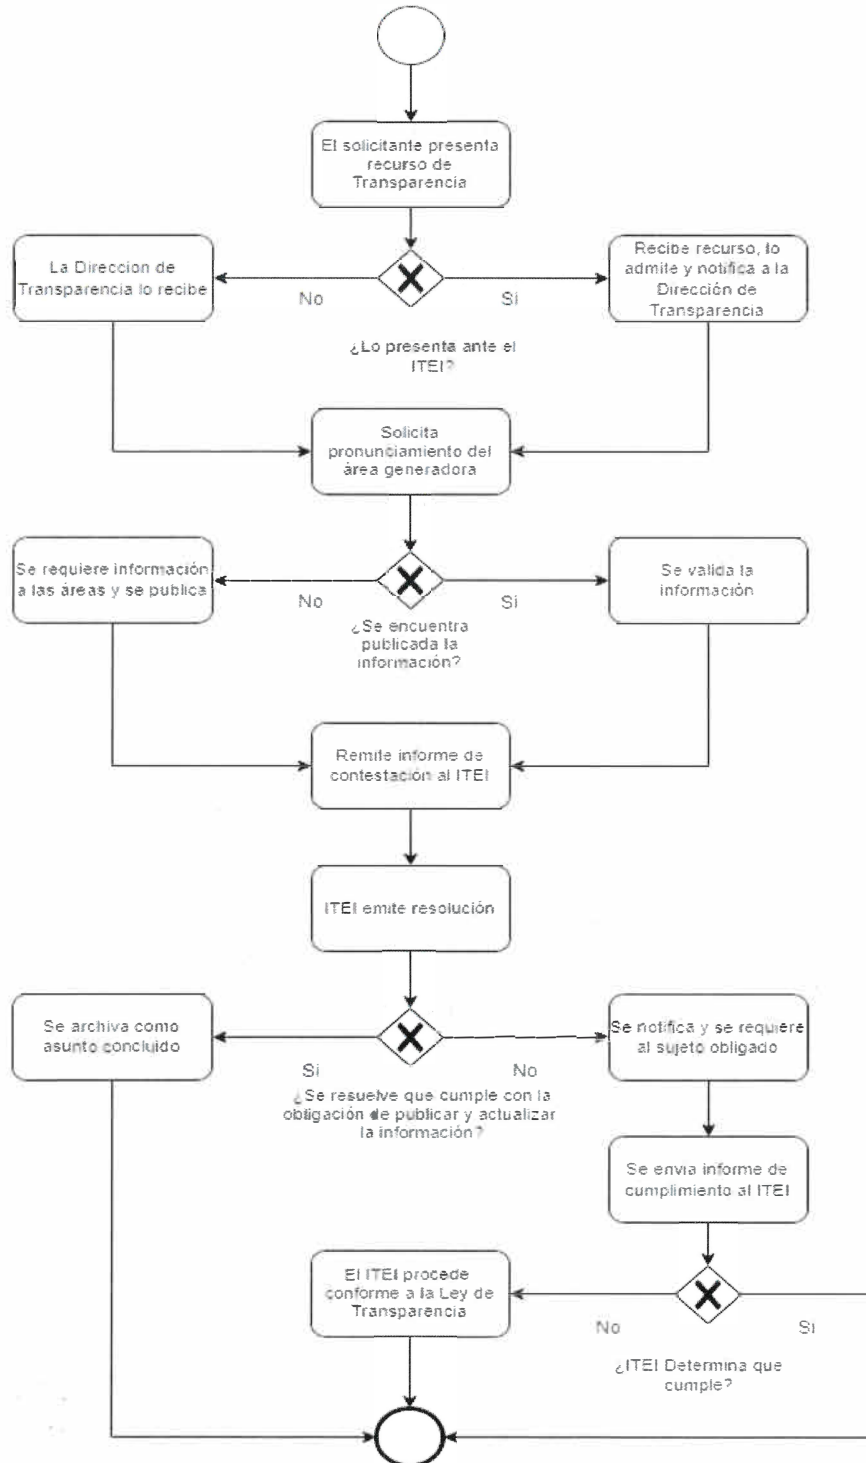 El solicitante presenta
recurso de
Transparencia
La Direccion de
Transparencia lo recibe
No
Si
Recibe recurso, lo
admite y notifica a la
Dirección de
Transparencia
¿Lo presenta ante el
ITEI?
Solicita
pronunciamiento del
área generadora
Se requiere información
a las áreas y se publica
No
Si
Se valida la
información
¿Se encuentra
publicada la
información?
Remite informe de
contestación al ITEI
ITEI emite resolución
Se archiva como
asunto concluido
Si
No
Se notifica y se requiere
al sujeto obligado
¿Se resuelve que cumple con la
obligación de publicar y actualizar
la información?
Se envia informe de
cumplimiento al ITEI
El ITEI procede
conforme a la Ley de
Transparencia
No
Si
¿ITEI Determina que
cumple?